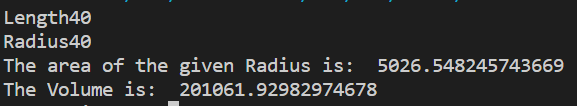 Length40
Radius40
The area of the given Radius is:  5026.548245743669
The Volume is:  201061.92982974678